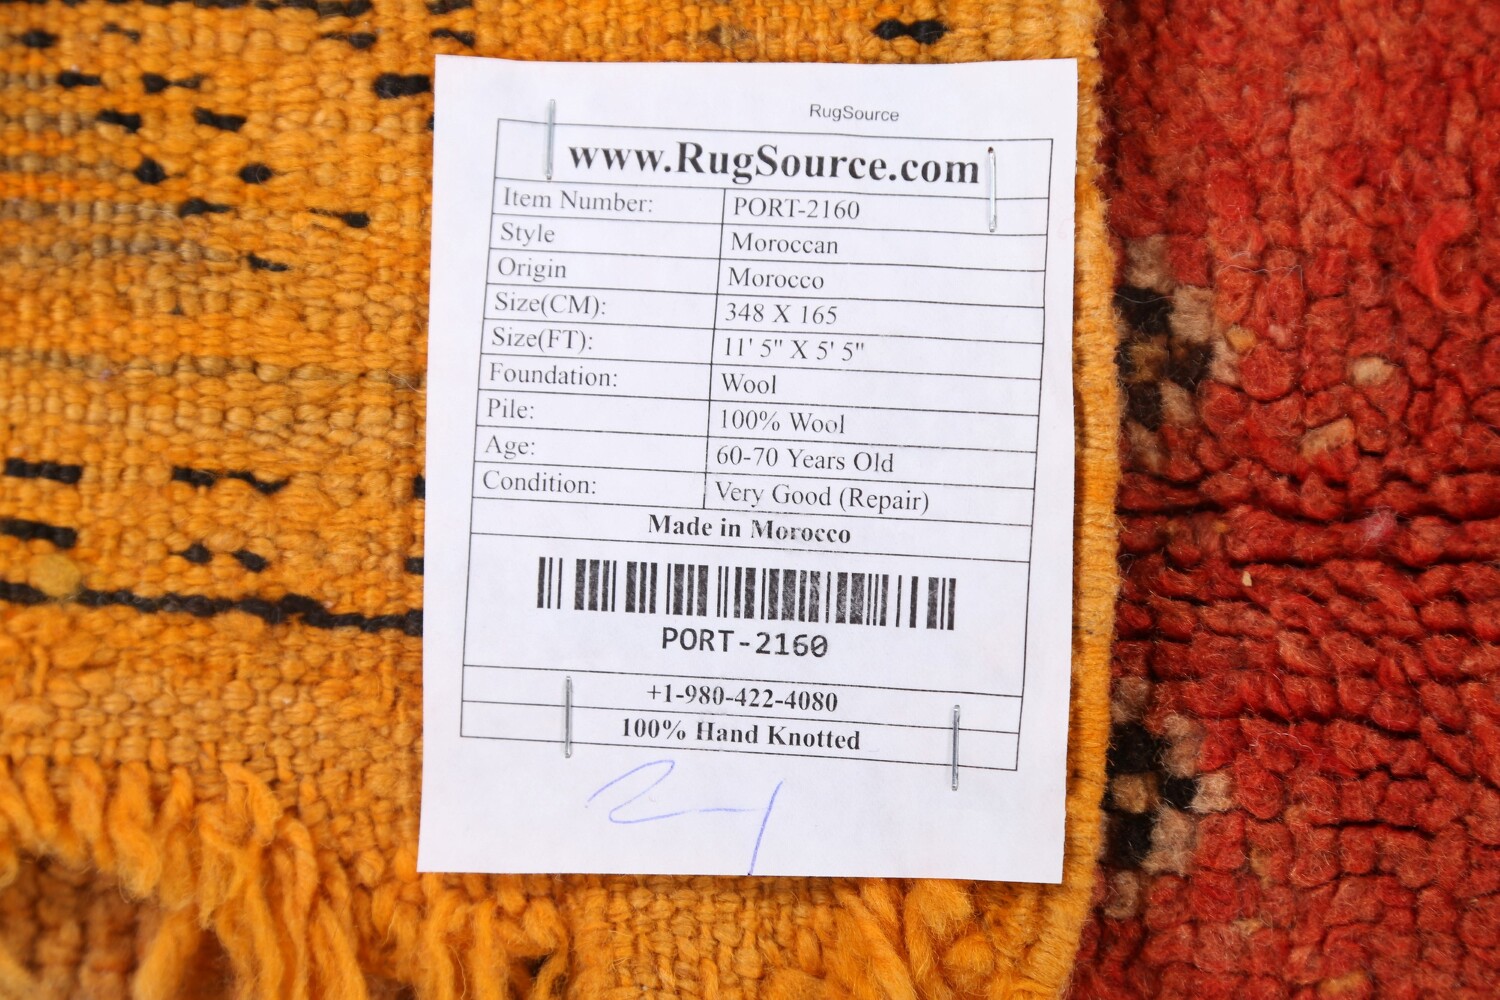 RugSource
www.RugSource.com
Item Number: PORT-2160
Style Moroccan
Origin Morocco
Size(CM): 348 X 165
Size(FT): 11' 5" X 5' 5"
Foundation: Wool
Pile: 100% Wool
Age: 60-70 Years Old
Condition: Very Good (Repair)
Made in Morocco
PORT-2160
+1-980-422-4080
100% Hand Knotted